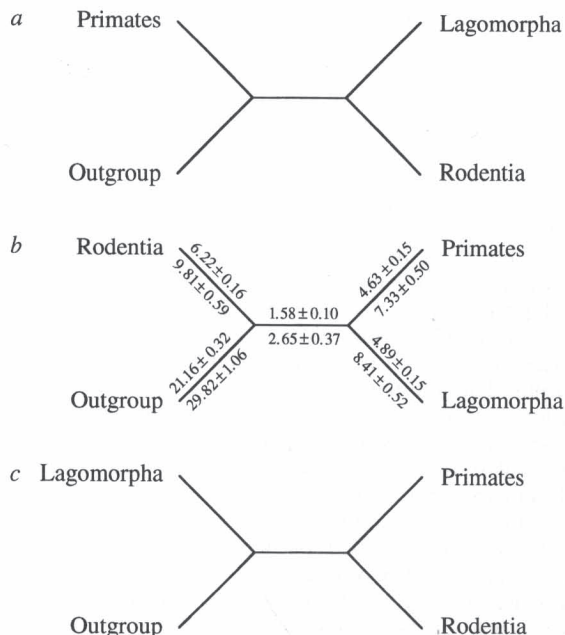 a Primates Lagomorpha
Outgroup Rodentia
b Rodentia 6.22±0.16 4.63±0.15 Primates
9.81±0.59 7.33±0.50
1.58±0.10
2.65±0.37
21.16±0.32 4.89±0.15
29.82±1.06 8.41±0.52
Outgroup Lagomorpha
c Lagomorpha Primates
Outgroup Rodentia